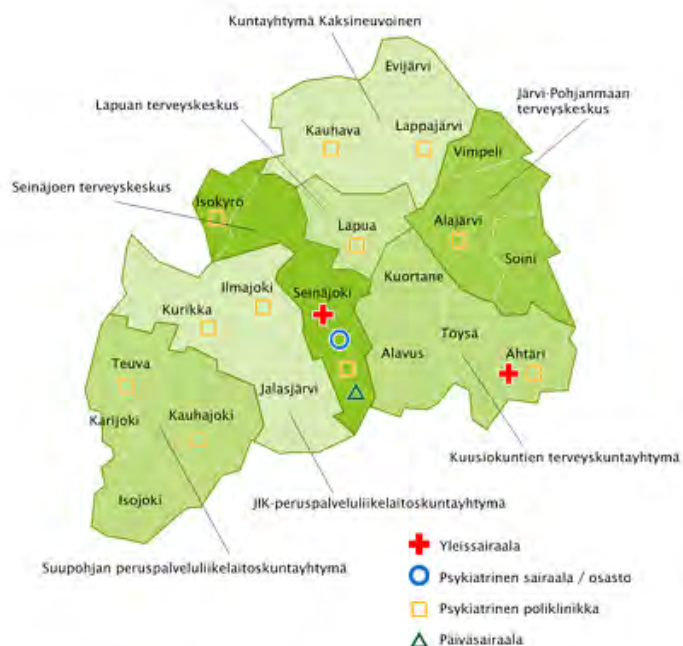 Kuntayhtymä Kaksineuvoinen
Evijärvi
Järvi-Pohjanmaan
terveyskeskus
Lapuan terveyskeskus
Kauhava
Lappajärvi
Vimpeli
Seinäjoen terveyskeskus
Isokyrö
Lapua
Alajärvi
Soini
Kuortane
Ilmajoki
Seinäjoki
Kurikka
Töysä
Alavus
Ähtäri
Teuva
Jalasjärvi
Kauhajoki
Karijoki
Kuusiokuntien terveyskuntayhtymä
Isojoki
JIK-peruspalveluliikelaitoskuntayhtymä
Suupohjan peruspalveluliikelaitoskuntayhtymä
Yleissairaala
Psykiatrinen sairaala / osasto
Psykiatrinen poliklinikka
Päiväsairaala